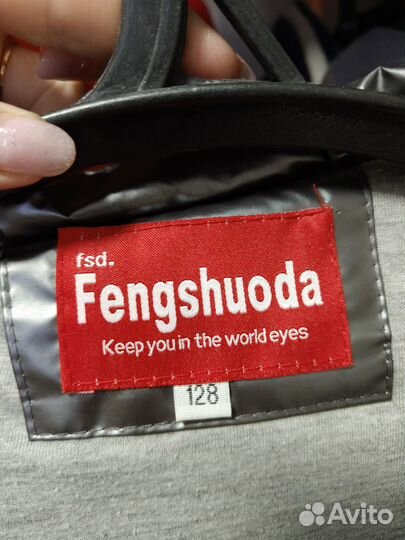 fsd.
Fengshuoda
Keep you in the world eyes
128
Avito